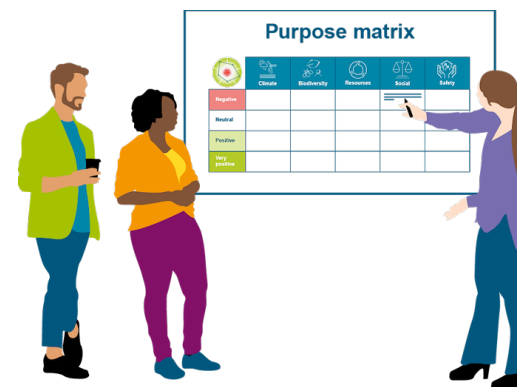 Purpose matrix
Climate Biodiversity Resources Social Safety
Negative
Neutral
Positive
Very
positive